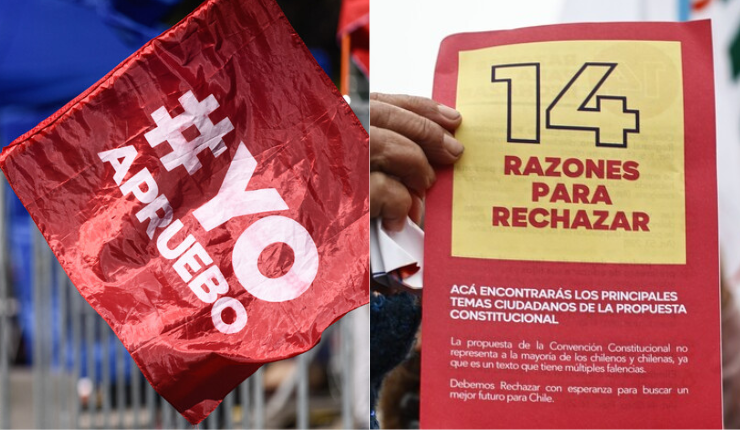 #YO
APRUEBO
14
RAZONES
PARA
RECHAZAR
ACÁ ENCONTRARÁS LOS PRINCIPALES
TEMAS CIUDADANOS DE LA PROPUESTA
CONSTITUCIONAL
La propuesta de la Convención Constitucional no
representa a la mayoría de los chilenos y chilenas, ya
que es un texto que tiene múltiples falencias.
Debemos Rechazar con esperanza para buscar un
mejor futuro para Chile.